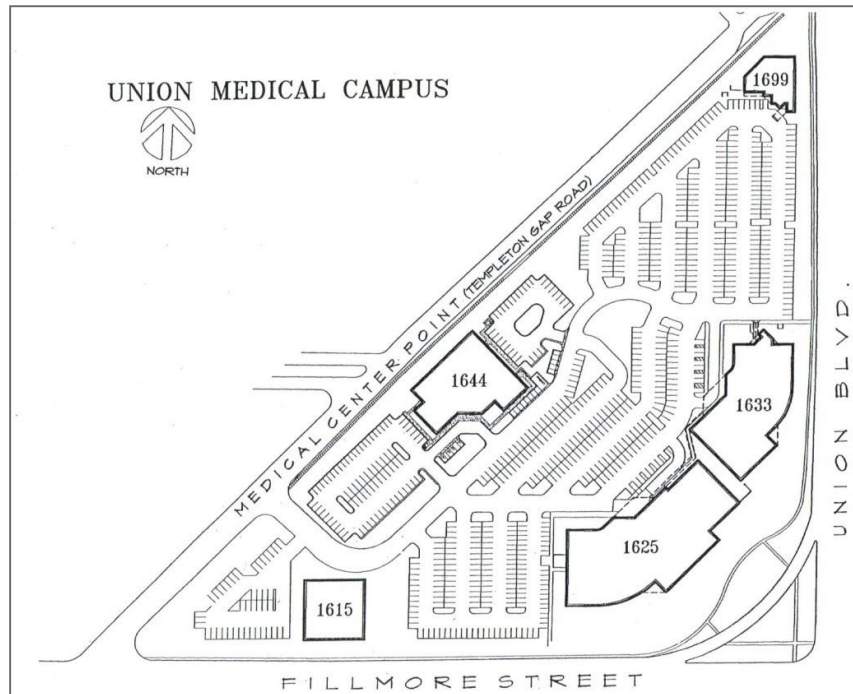 UNION MEDICAL CAMPUS
NORTH
1699
MEDICAL CENTER POINT (TEMPLETON GAP ROAD)
1644
1633
UNION BLVD.
1625
1615
FILLMORE STREET